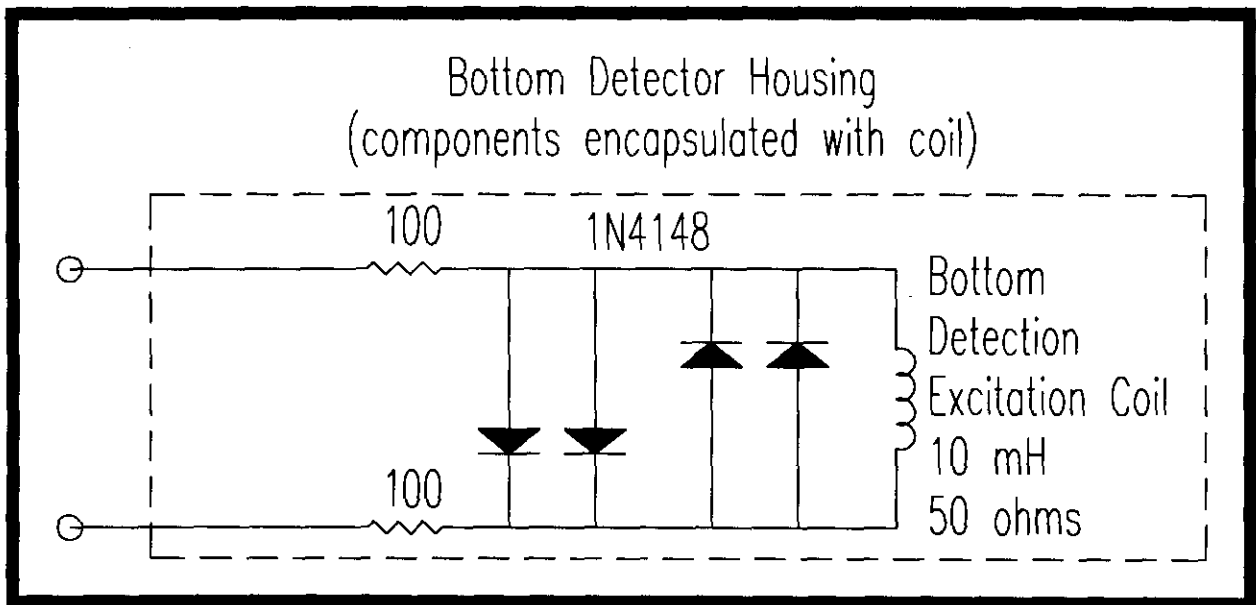 Bottom Detector Housing
(components encapsulated with coil)
100
1N4148
100
Bottom
Detection
Excitation Coil
10 mH
50 ohms